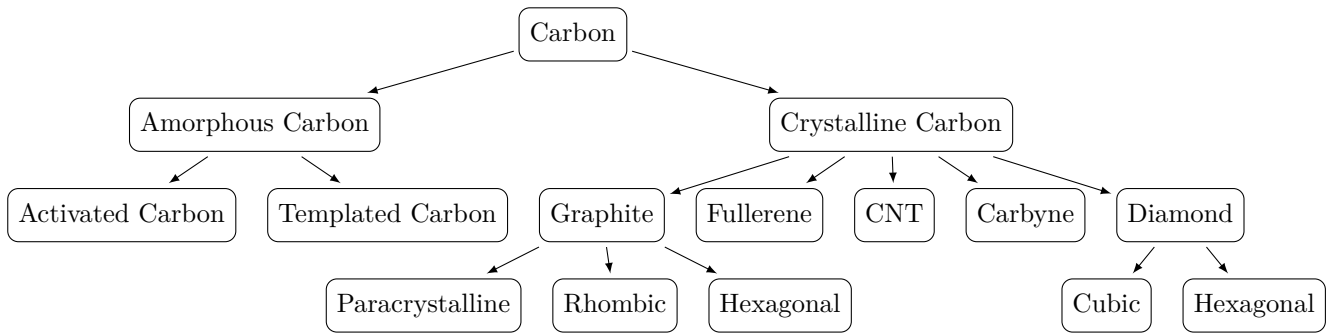 Carbon
Amorphous Carbon
Crystalline Carbon
Activated Carbon
Templated Carbon
Graphite
Fullerene
CNT
Carbyne
Diamond
Paracrystalline
Rhombic
Hexagonal
Cubic
Hexagonal